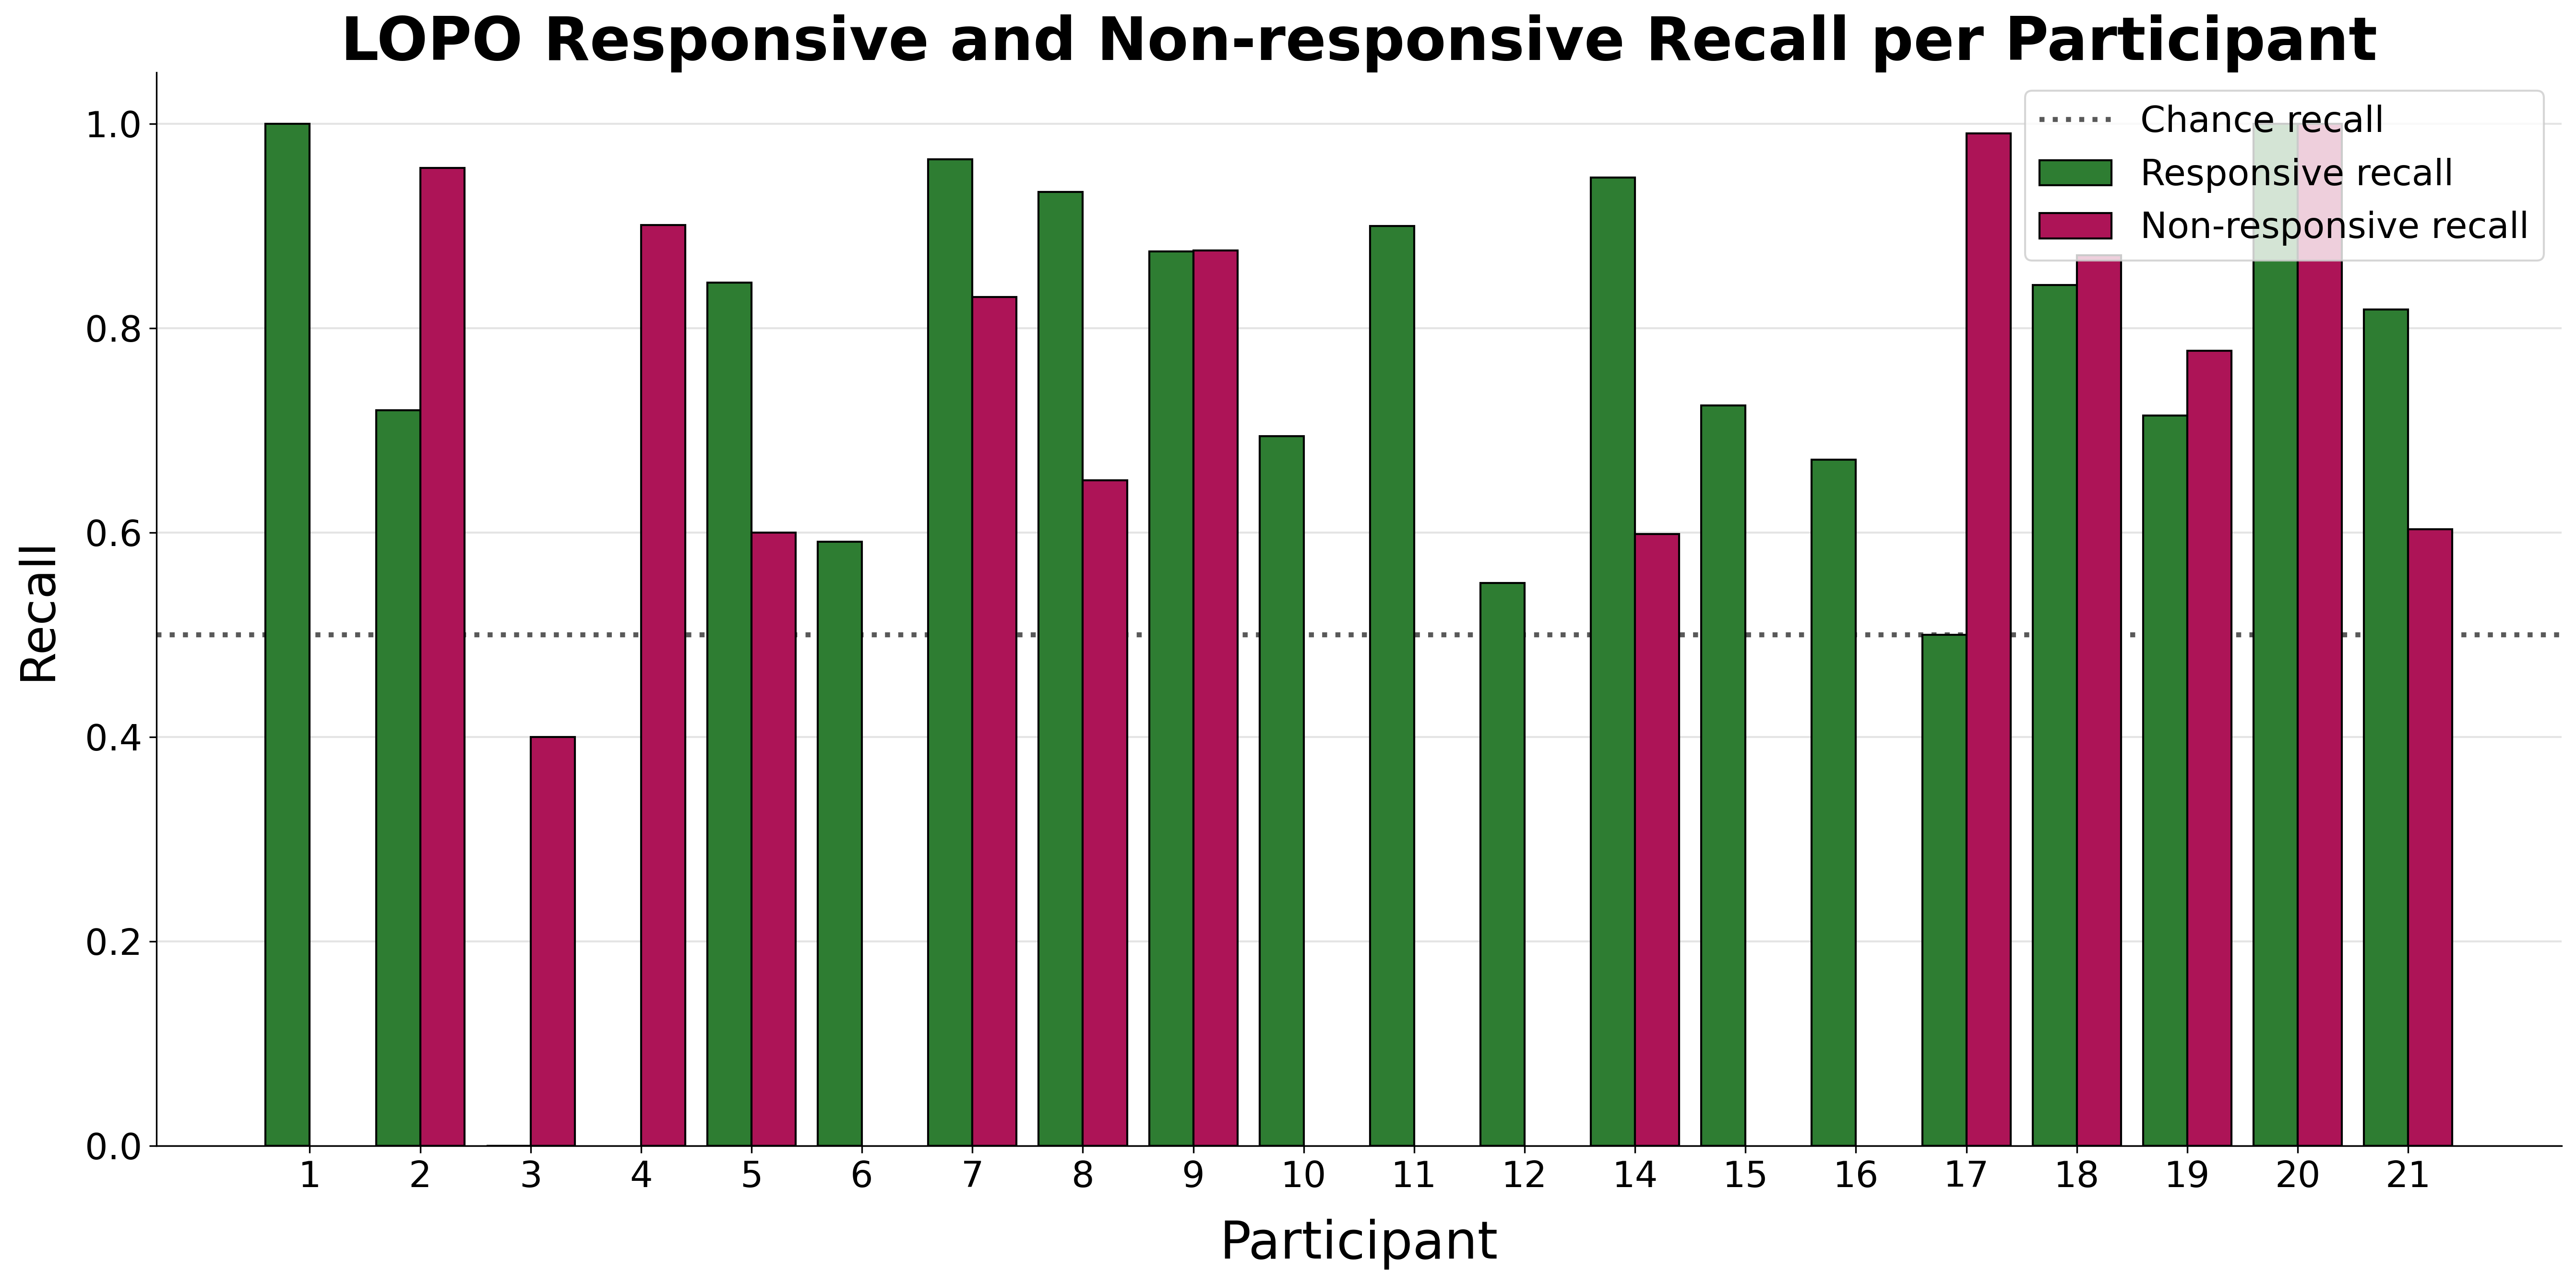 LOPO Responsive and Non-responsive Recall per Participant
Chance recall
Responsive recall
Non-responsive recall
1.0
0.8
0.6
0.4
0.2
0.0
Recall
1 2 3 4 5 6 7 8 9 10 11 12 14 15 16 17 18 19 20 21
Participant